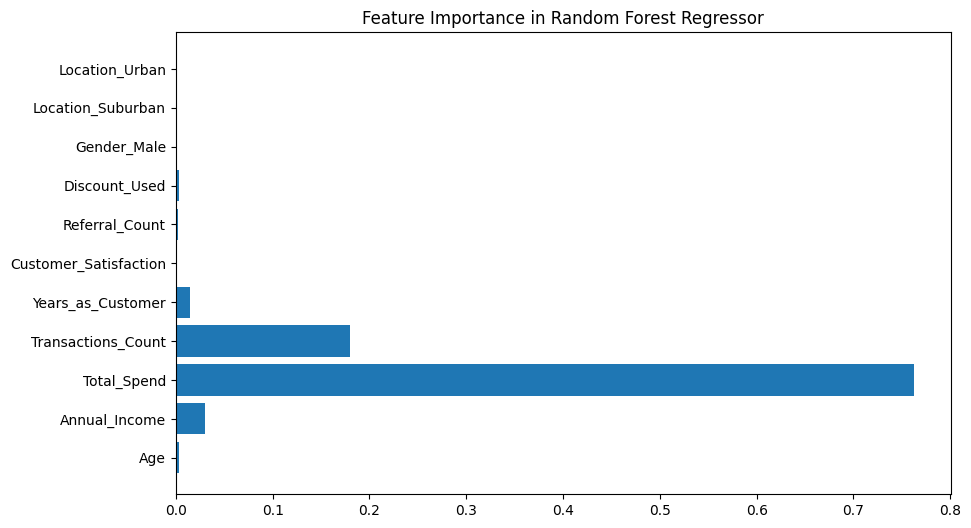 Feature Importance in Random Forest Regressor
Location_Urban
Location_Suburban
Gender_Male
Discount_Used
Referral_Count
Customer_Satisfaction
Years_as_Customer
Transactions_Count
Total_Spend
Annual_Income
Age
0.0 0.1 0.2 0.3 0.4 0.5 0.6 0.7 0.8